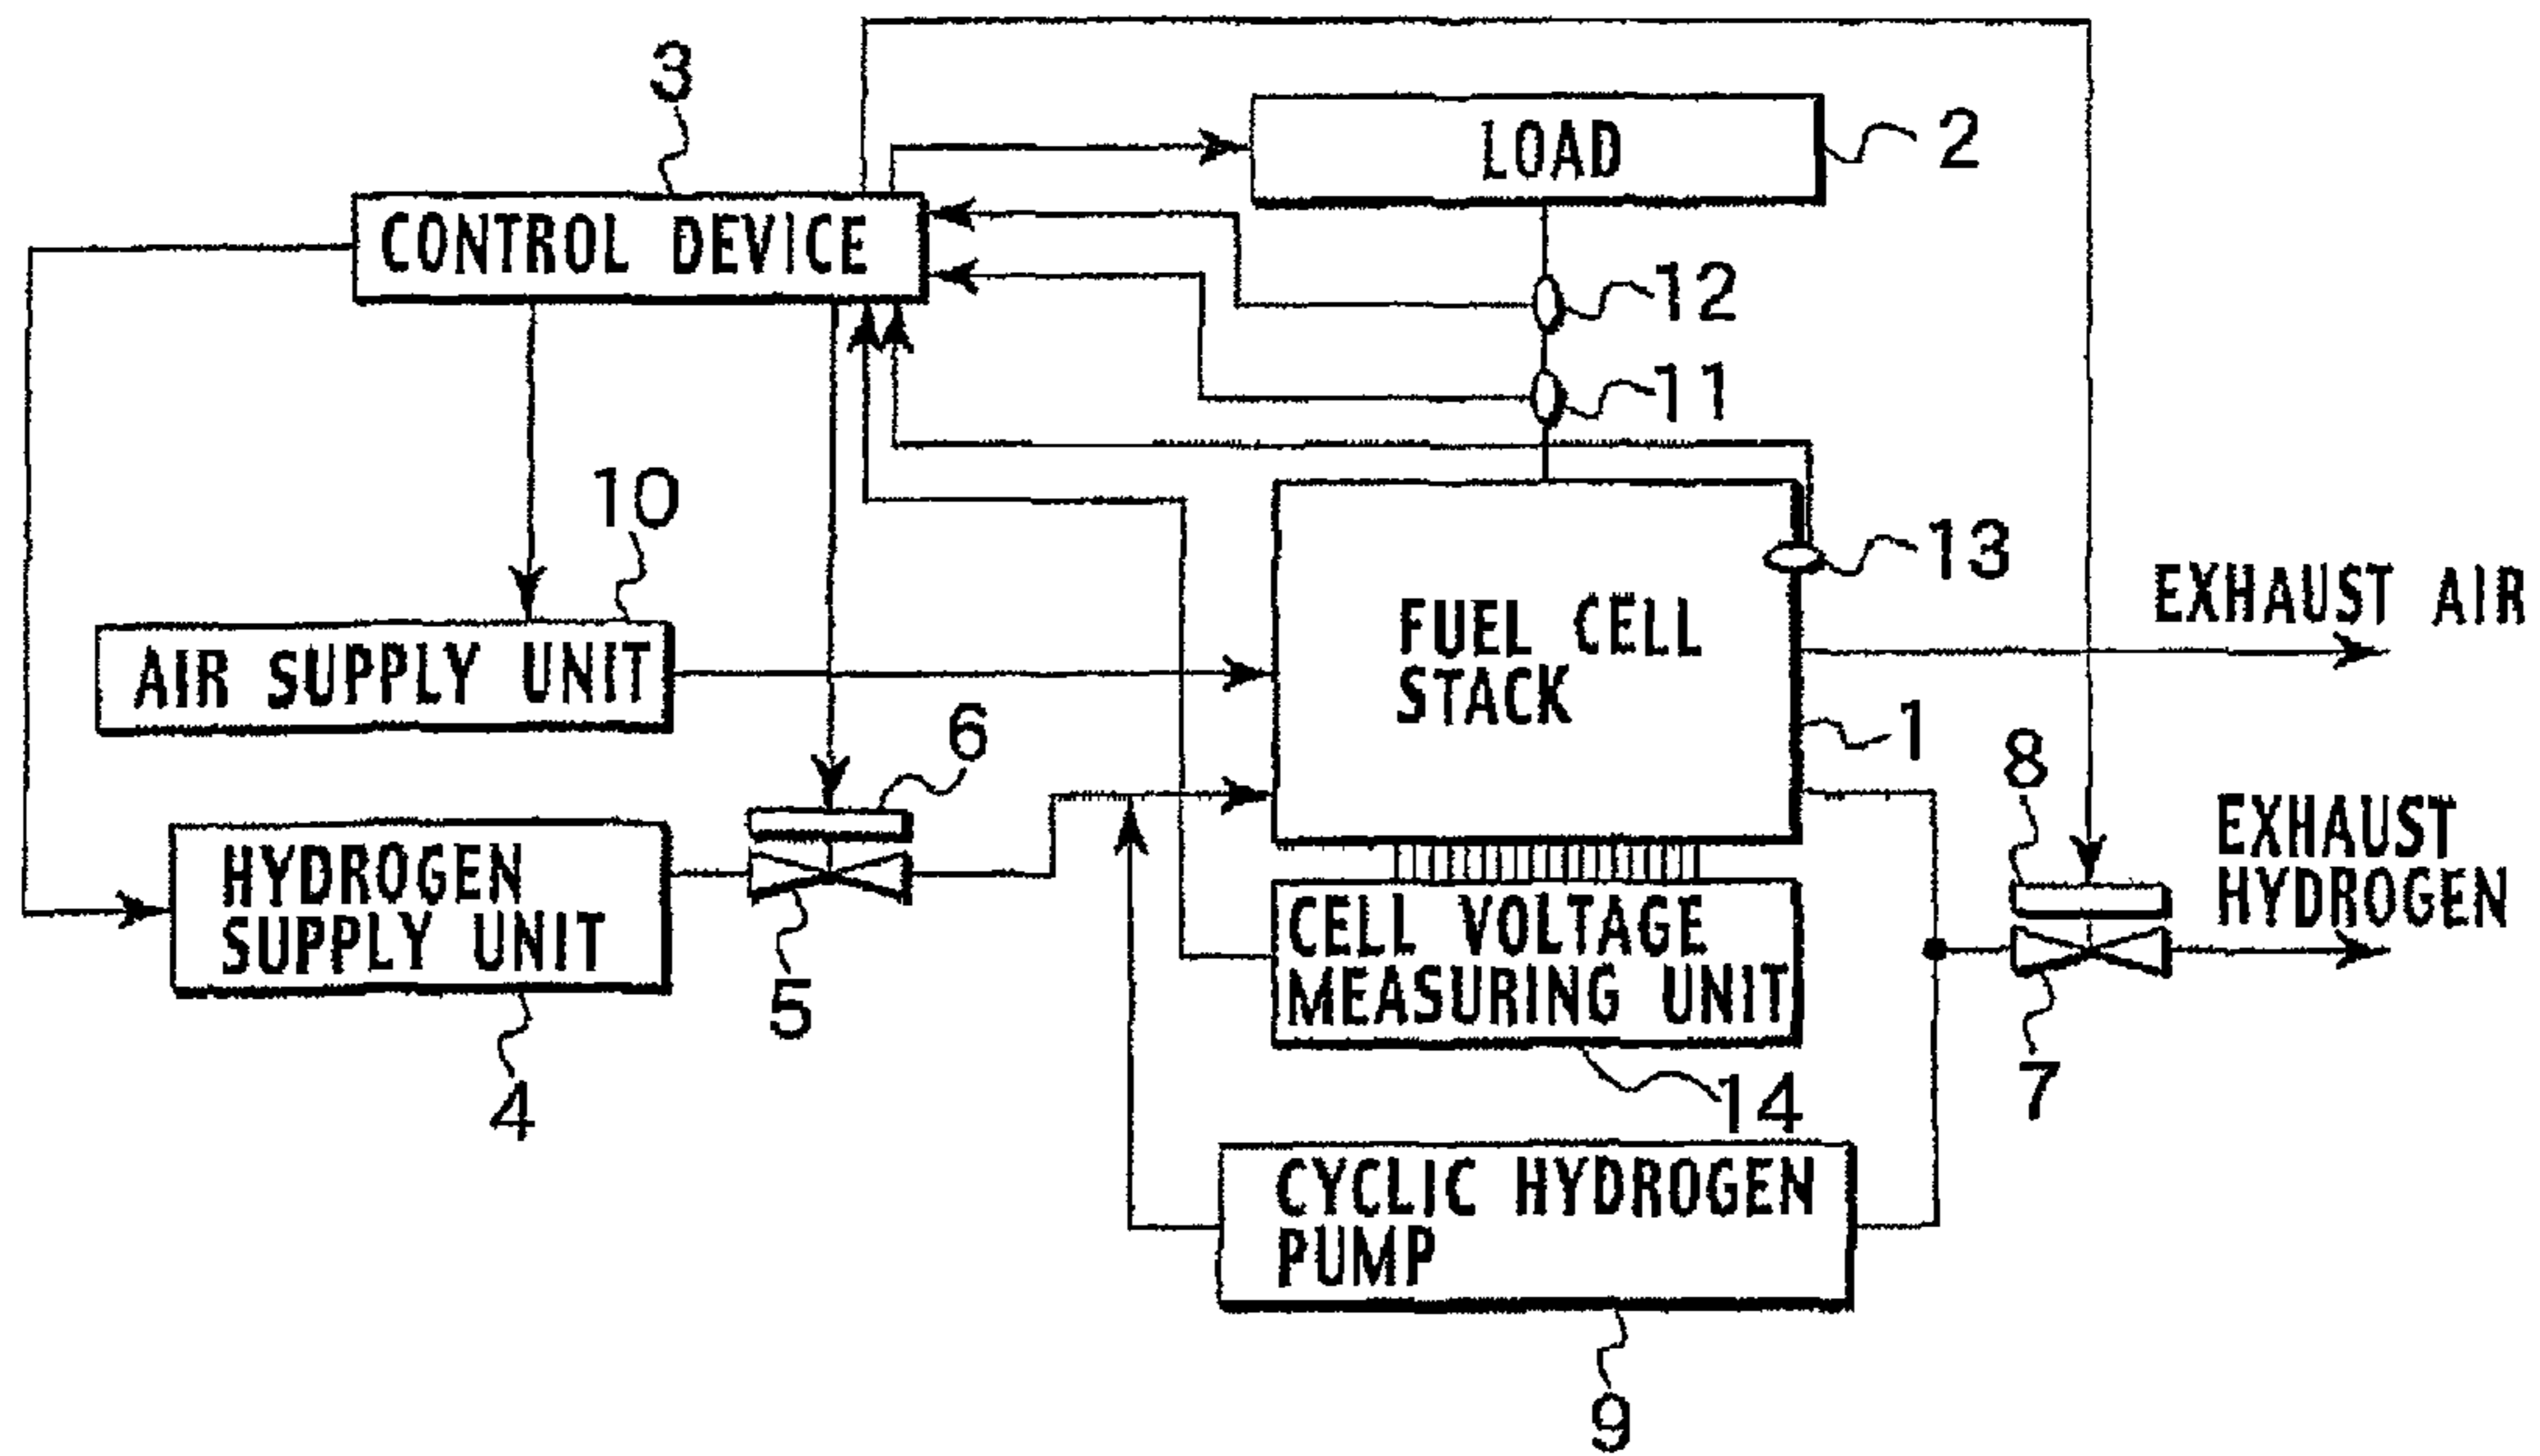 3
LOAD
2
CONTROL DEVICE
12
11
10
13
EXHAUST AIR
FUEL CELL
STACK
AIR SUPPLY UNIT
6
1
8
EXHAUST
HYDROGEN
HYDROGEN
SUPPLY UNIT
CELL VOLTAGE
MEASURING UNIT
5
7
4
14
CYCLIC HYDROGEN
PUMP
9